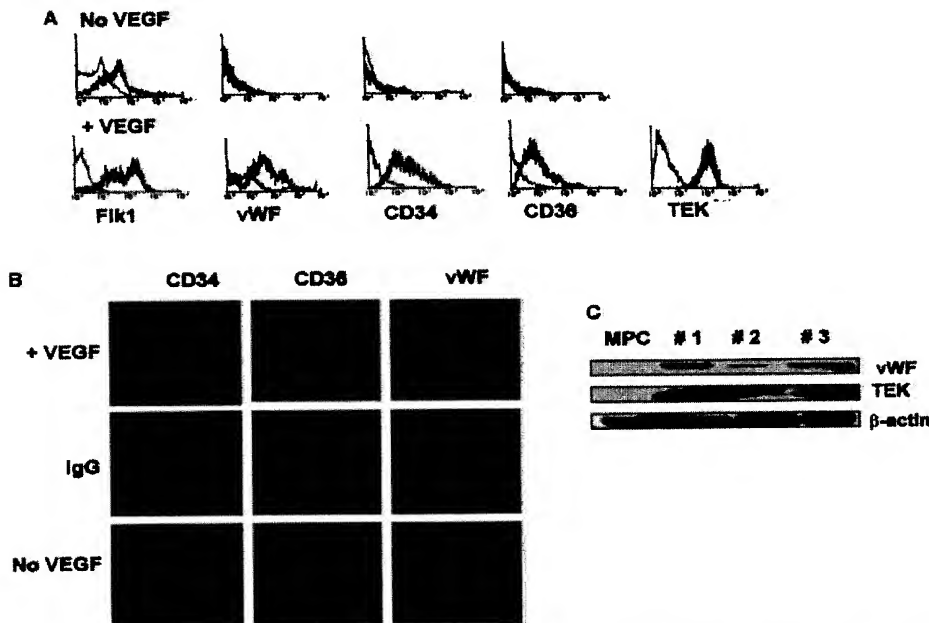 A
No VEGF
+ VEGF
Flk1 vWF CD34 CD36 TEK
B
CD34 CD36 vWF
+ VEGF
IgG
No VEGF
C
MPC # 1 # 2 # 3
vWF
TEK
β-actin